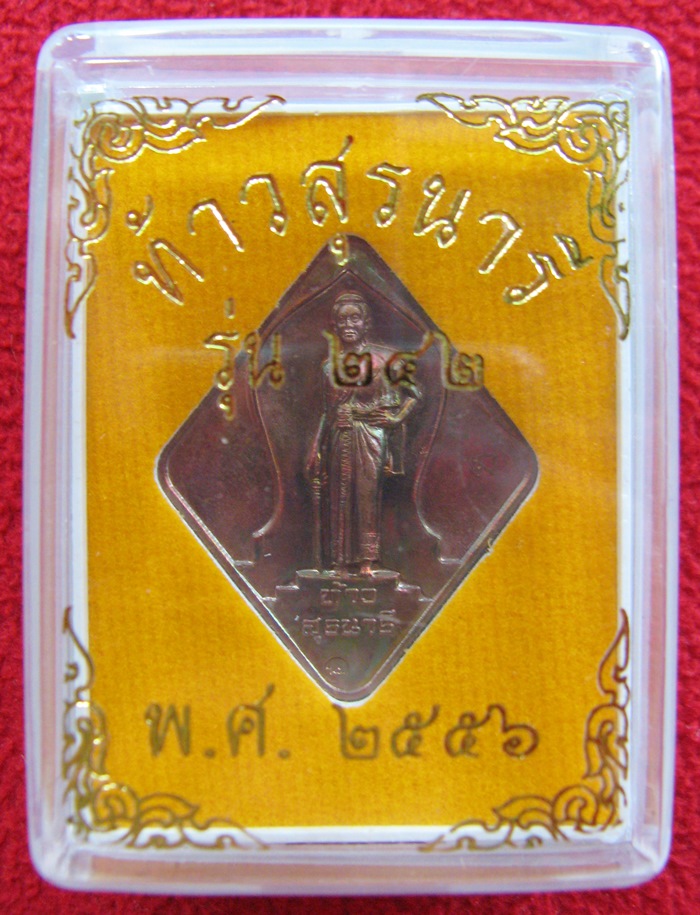 ท้าวสุรนารี
รุ่น ๒๔๒
ท้าว
สุรนารี
พ.ศ. ๒๕๕๖